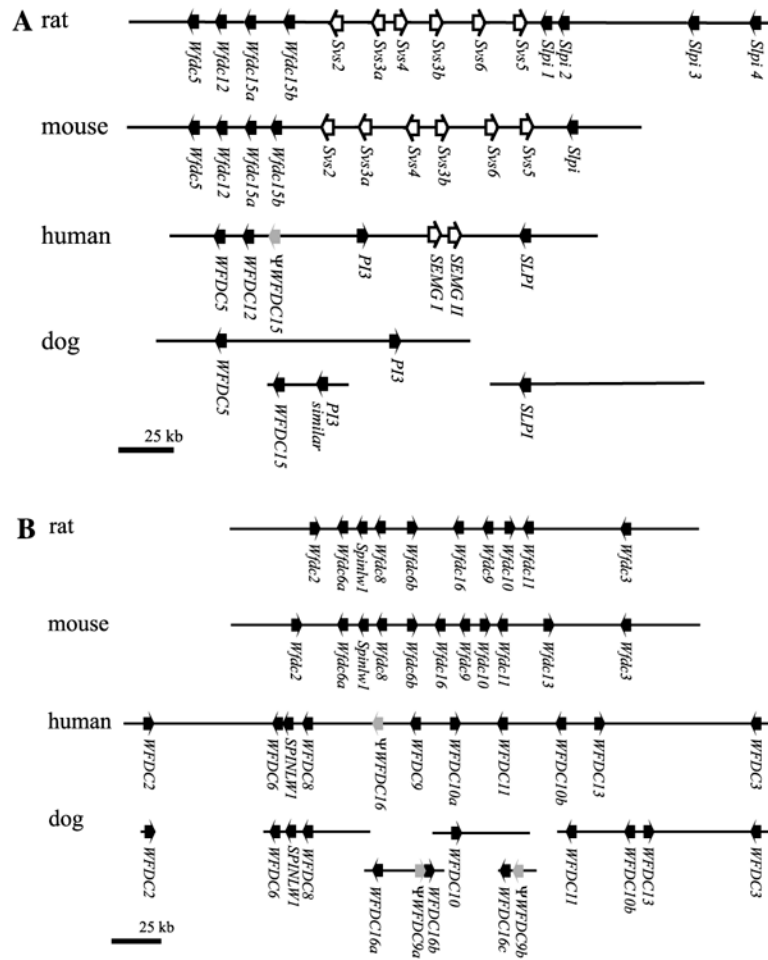 A rat
Wfdc5 Wfdc12 Wfdc15a Wfdc15b Svs2 Svs3a Svs4 Svs3b Svs6 Svs5 Slpi 1 Slpi 2 Slpi 3 Slpi 4
mouse
Wfdc5 Wfdc12 Wfdc15a Wfdc15b Svs2 Svs3a Svs4 Svs3b Svs6 Svs5 Slpi
human
WFDC5 WFDC12 ΨWFDC15 PI3 SEMG I SEMG II SLPI
dog
WFDC5 PI3
WFDC15 PI3 similar SLPI
25 kb
B rat
Wfdc2 Wfdc6a Spinlw1 Wfdc8 Wfdc6b Wfdc16 Wfdc9 Wfdc10 Wfdc11 Wfdc3
mouse
Wfdc2 Wfdc6a Spinlw1 Wfdc8 Wfdc6b Wfdc16 Wfdc9 Wfdc10 Wfdc11 Wfdc13 Wfdc3
human
WFDC2 WFDC6 SPINLW1 WFDC8 ΨWFDC16 WFDC9 WFDC10a WFDC11 WFDC10b WFDC13 WFDC3
dog
WFDC2 WFDC6 SPINLW1 WFDC8 WFDC10 WFDC11 WFDC10b WFDC13 WFDC3
WFDC16a ΨWFDC9a WFDC16b WFDC16c ΨWFDC9b
25 kb